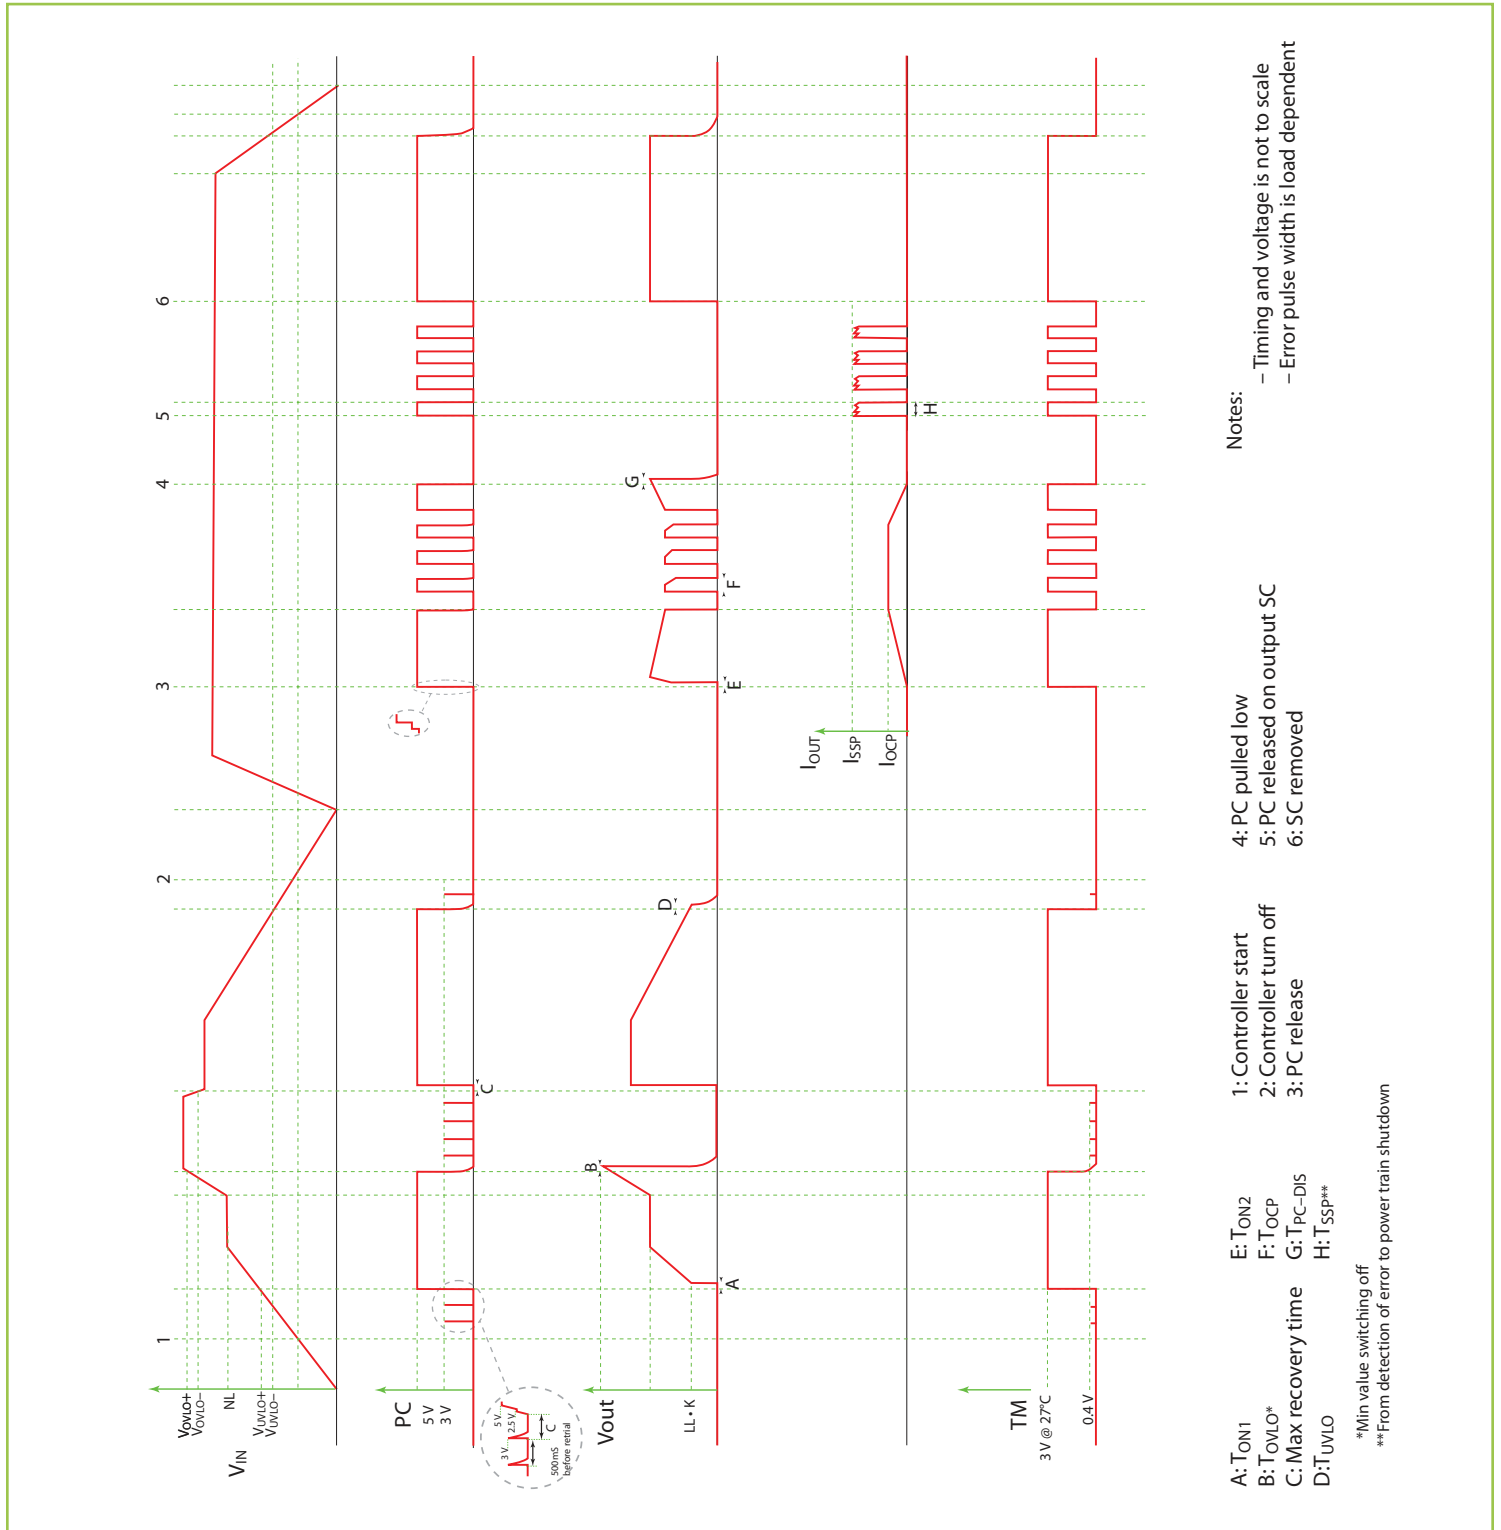 1
2
3
4
5
6
VOVLO+
VOVLO–
NL
VUVLO+
VUVLO–
VIN
PC
5 V
3 V
C
3 V
5 V
2.5 V
C
500mS
before retrial
Vout
LL • K
A
B
D
E
F
G
IOUT
ISSP
IOCP
H
TM
3 V @ 27°C
0.4 V
A: TON1
B: TOVLO*
C: Max recovery time
D:TUVLO
E: TON2
F: TOCP
G: TPC–DIS
H: TSSP**
1: Controller start
2: Controller turn off
3: PC release
4: PC pulled low
5: PC released on output SC
6: SC removed
Notes:
– Timing and voltage is not to scale
– Error pulse width is load dependent
*Min value switching off
**From detection of error to power train shutdown